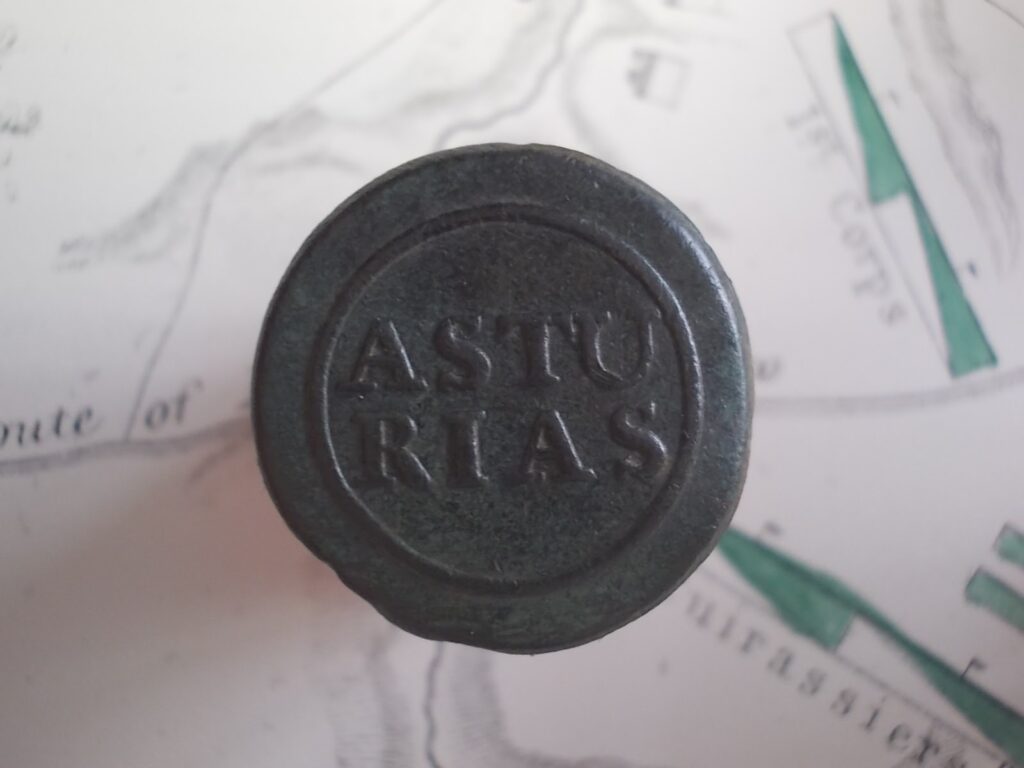 ASTU
RIAS
oute of
1st Corps
uirassiers